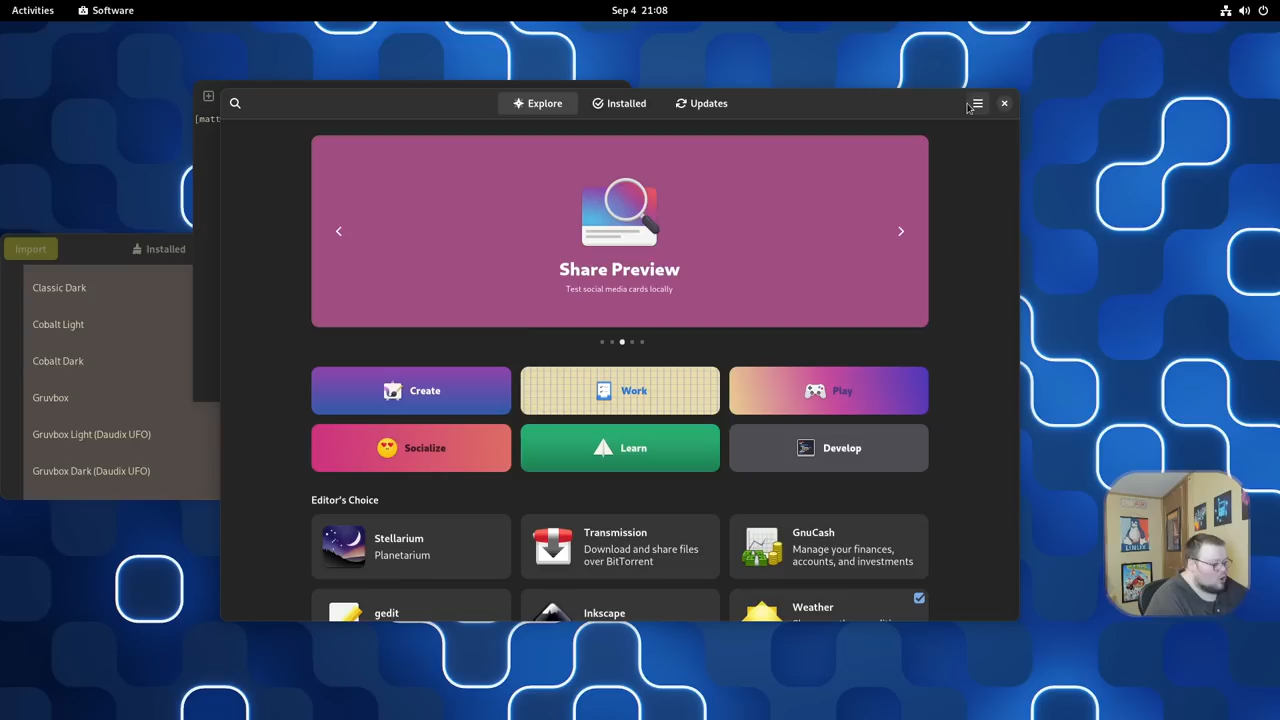 Activities
Software
Sep 4 21:08
Explore
Installed
Updates
[matt
Share Preview
Test social media cards locally
Import
Installed
Classic Dark
Cobalt Light
Cobalt Dark
Gruvbox
Gruvbox Light (Daudix UFO)
Gruvbox Dark (Daudix UFO)
Create
Work
Play
Socialize
Learn
Develop
Editor's Choice
Stellarium
Planetarium
Transmission
Download and share files
over BitTorrent
GnuCash
Manage your finances,
accounts, and investments
gedit
Inkscape
Weather
LINUX